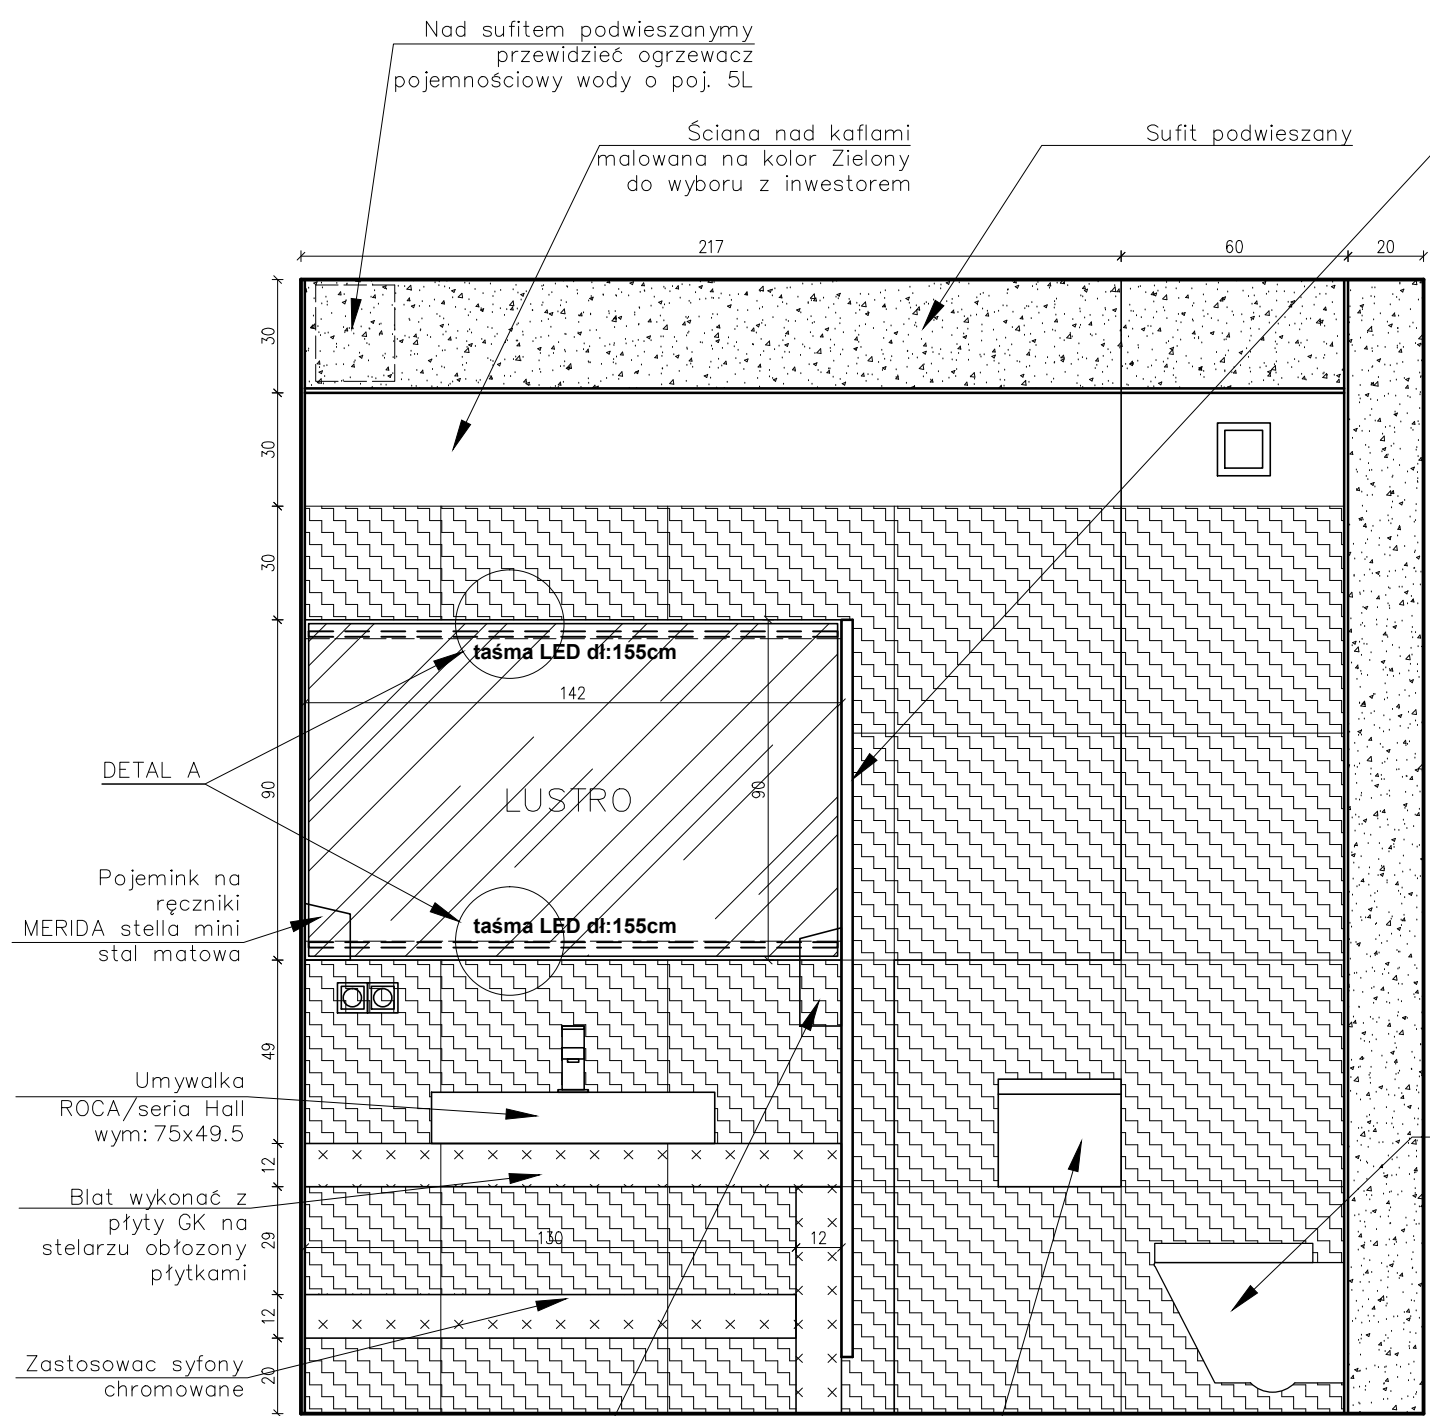 Nad sufitem podwieszanymy
przewidzieć ogrzewacz
pojemnościowy wody o poj. 5L
Ściana nad kaflami
malowana na kolor Zielony
do wyboru z inwestorem
Sufit podwieszany
217
60
20
30
30
30
taśma LED dł:155cm
142
DETAL A
90
LUSTRO
90
Pojemink na
ręczniki
MERIDA stella mini
stal matowa
taśma LED dł:155cm
49
Umywalka
ROCA/seria Hall
wym: 75x49.5
12
Blat wykonać z
płyty GK na
stelarzu obłozony
płytkami
29
130
12
12
Zastosowac syfony
chromowane
20